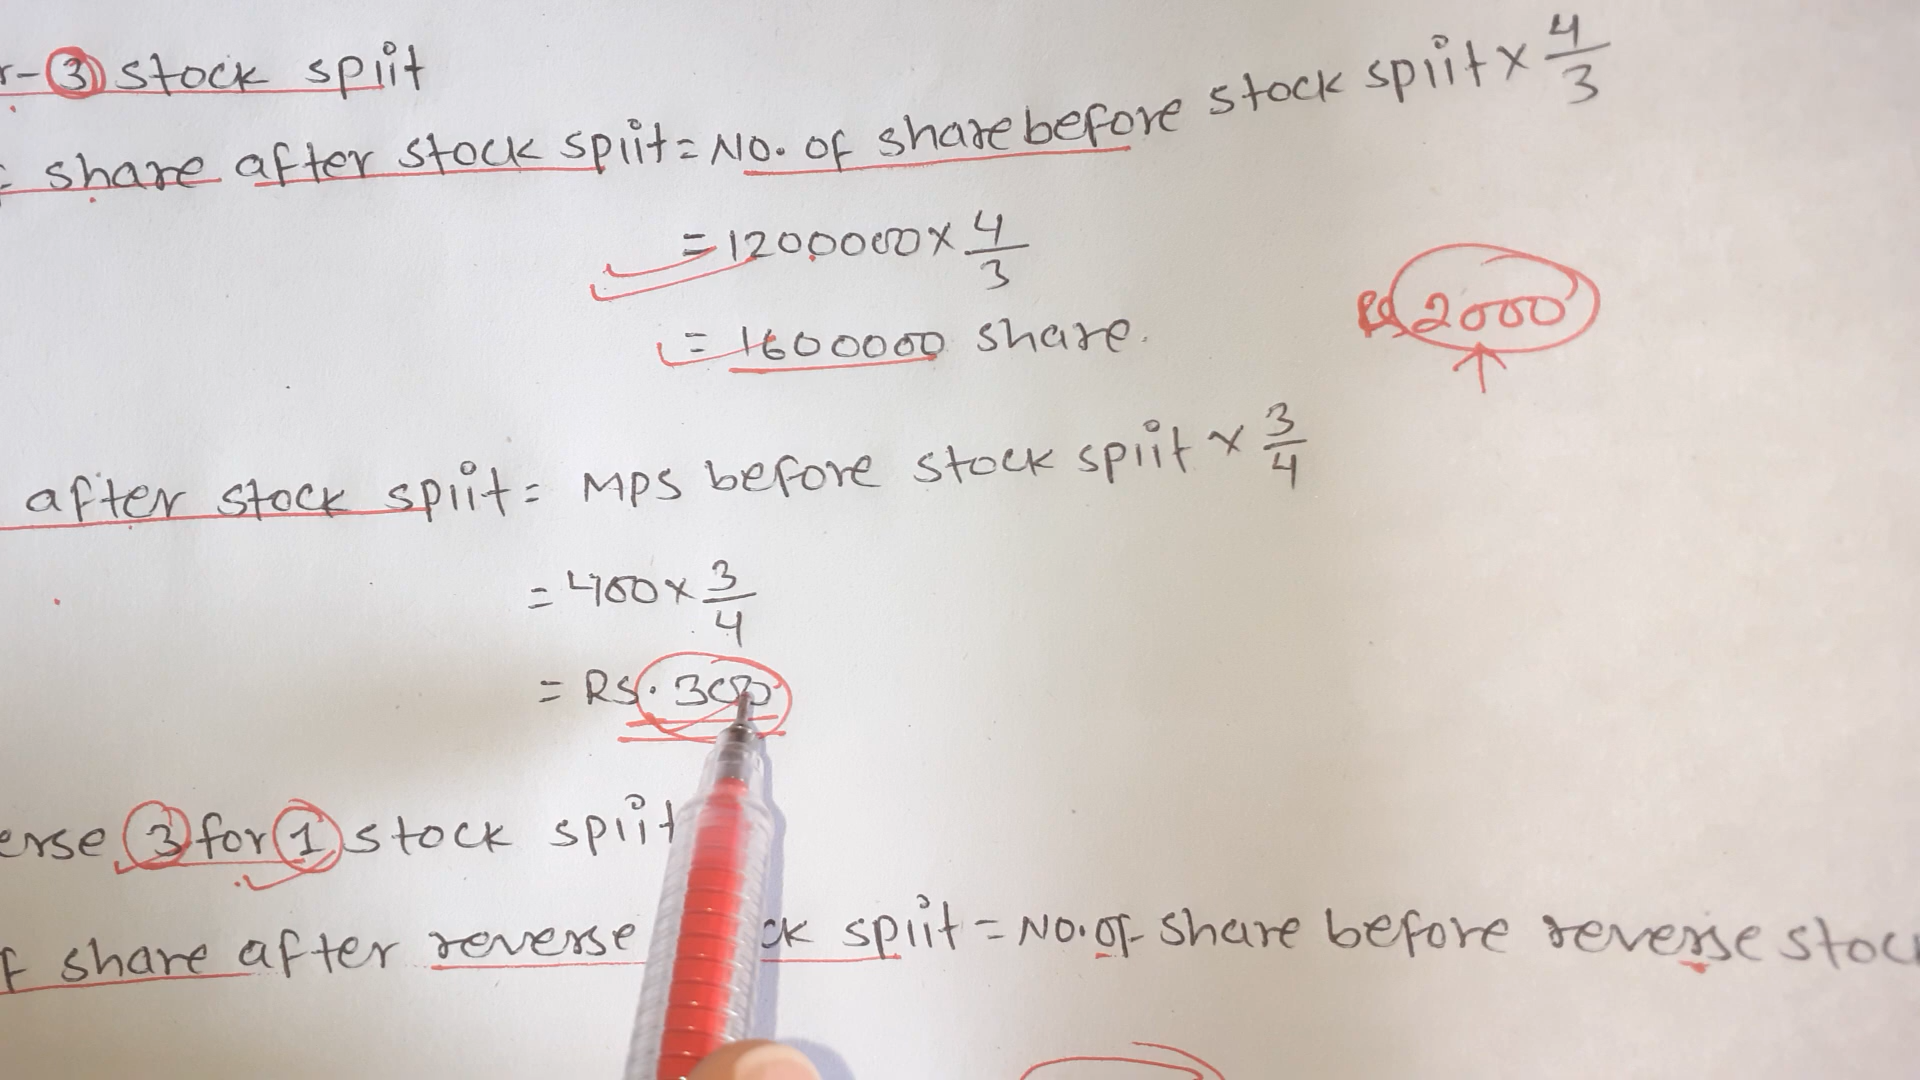 r-3 stock spiit
share after stock spiit = No. of share before stock spiit × 4/3
= 1200000 × 4/3
= 1600000 share.
Rs 2000
after stock spiit = MPS before stock spiit × 3/4
= 400 × 3/4
= RS. 300
erse 3 for 1 stock spiit
f share after reverse ck spiit = No. of share before reverse stoc